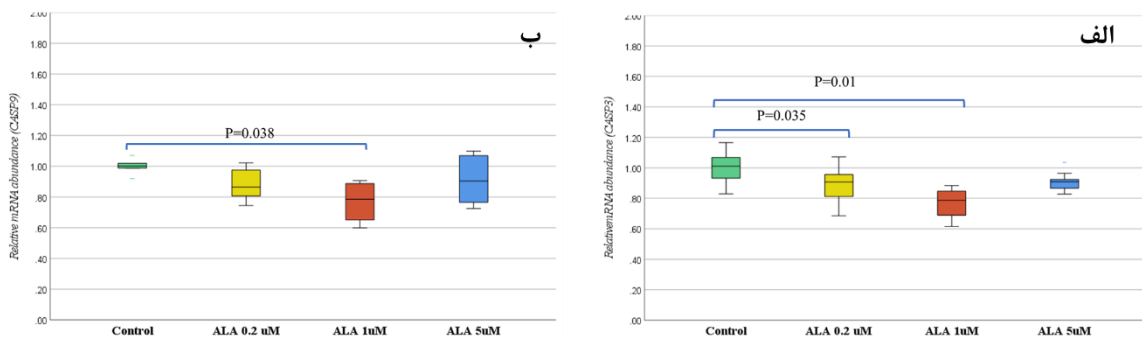 ب
2.00
1.80
1.60
1.40
1.20
1.00
.80
.60
.40
.20
.00
Relative mRNA abundance (CASP9)
P=0.038
Control ALA 0.2 uM ALA 1uM ALA 5uM
الف
2.00
1.80
1.60
1.40
1.20
1.00
.80
.60
.40
.20
.00
RelativemRNA abundance (CASP3)
P=0.01
P=0.035
Control ALA 0.2 uM ALA 1uM ALA 5uM